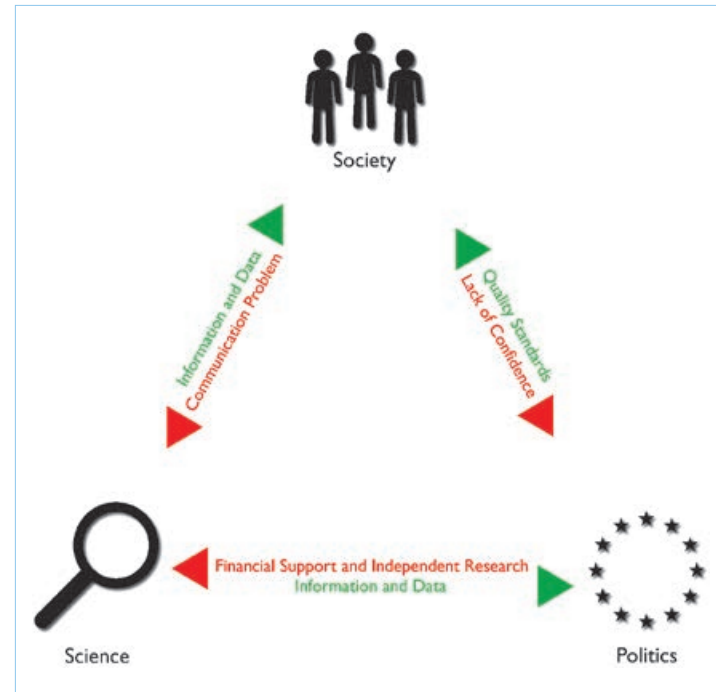 Society
Information and Data
Communication Problem
Quality Standards
Lack of Confidence
Financial Support and Independent Research
Information and Data
Science
Politics